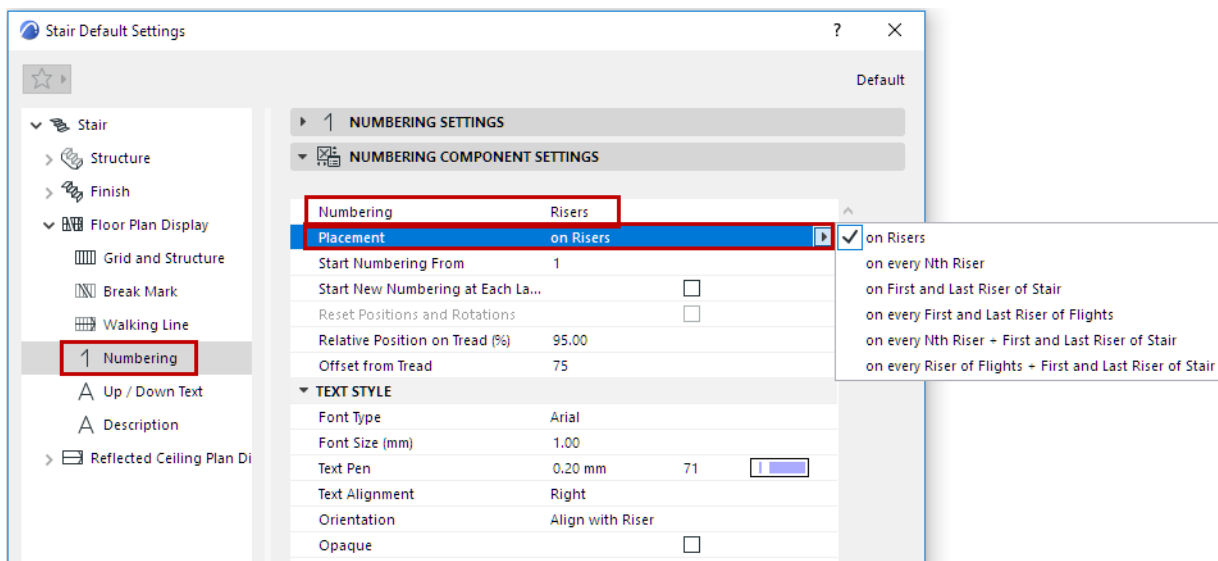 Stair Default Settings ?
Default
Stair
Structure
Finish
Floor Plan Display
Grid and Structure
Break Mark
Walking Line
1 Numbering
A Up / Down Text
A Description
Reflected Ceiling Plan Di
1 NUMBERING SETTINGS
NUMBERING COMPONENT SETTINGS
Numbering Risers
Placement on Risers
Start Numbering From 1
Start New Numbering at Each La...
Reset Positions and Rotations
Relative Position on Tread (%) 95.00
Offset from Tread 75
TEXT STYLE
Font Type Arial
Font Size (mm) 1.00
Text Pen 0.20 mm 71
Text Alignment Right
Orientation Align with Riser
Opaque
on Risers
on every Nth Riser
on First and Last Riser of Stair
on every First and Last Riser of Flights
on every Nth Riser + First and Last Riser of Stair
on every Riser of Flights + First and Last Riser of Stair